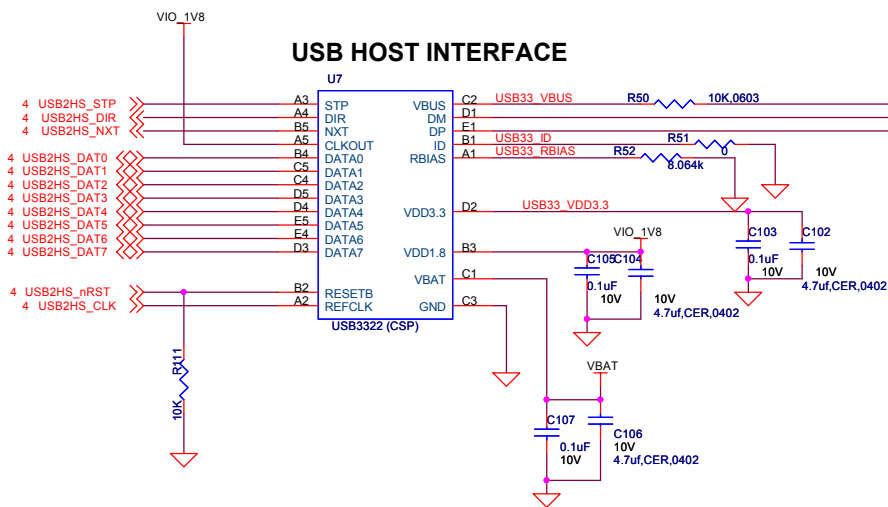 VIO_1V8
USB HOST INTERFACE
U7
4 USB2HS_STP A3 STP VBUS C2 USB33_VBUS R50 10K,0603
4 USB2HS_DIR A4 DIR DM D1
4 USB2HS_NXT B5 NXT DP E1
A5 CLKOUT ID B1 USB33_ID R51 0
4 USB2HS_DAT0 B4 DATA0 RBIAS A1 USB33_RBIAS R52 8.064k
4 USB2HS_DAT1 C5 DATA1
4 USB2HS_DAT2 C4 DATA2
4 USB2HS_DAT3 D5 DATA3
4 USB2HS_DAT4 D4 DATA4 VDD3.3 D2 USB33_VDD3.3
4 USB2HS_DAT5 E5 DATA5
4 USB2HS_DAT6 E4 DATA6
4 USB2HS_DAT7 D3 DATA7 VDD1.8 B3 VIO_1V8
C103 0.1uF 10V
C102 10V 4.7uf,CER,0402
VBAT C1
C105 0.1uF 10V
C104 10V 4.7uf,CER,0402
4 USB2HS_nRST B2 RESETB
4 USB2HS_CLK A2 REFCLK GND C3
USB3322 (CSP)
R111
10K
VBAT
C107 0.1uF 10V
C106 10V 4.7uf,CER,0402